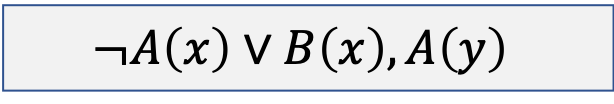 ¬A(x) ∨ B(x), A(y)